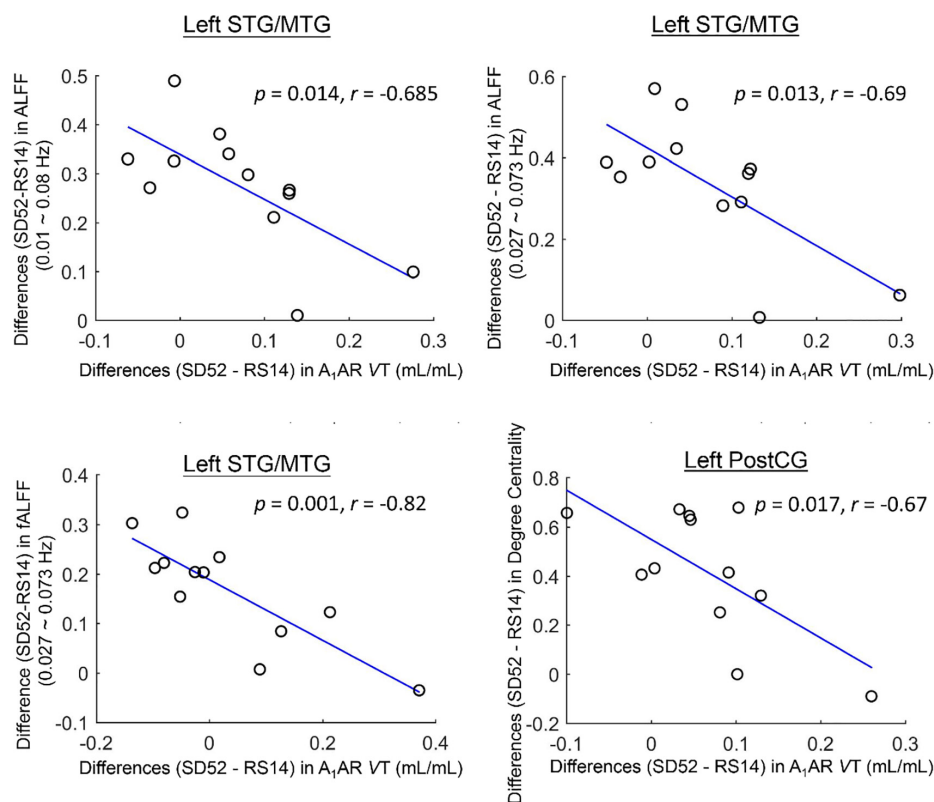 Left STG/MTG
Differences (SD52-RS14) in ALFF
(0.01 ~ 0.08 Hz)
p = 0.014, r = -0.685
0.5
0.4
0.3
0.2
0.1
0
-0.1 0 0.1 0.2 0.3
Differences (SD52 - RS14) in A₁AR VT (mL/mL)
Left STG/MTG
Differences (SD52 - RS14) in ALFF
(0.027 ~ 0.073 Hz)
p = 0.013, r = -0.69
0.6
0.4
0.2
0
-0.1 0 0.1 0.2 0.3
Differences (SD52 - RS14) in A₁AR VT (mL/mL)
Left STG/MTG
Difference (SD52-RS14) in fALFF
(0.027 ~ 0.073 Hz)
p = 0.001, r = -0.82
0.4
0.3
0.2
0.1
0
-0.1
-0.2 0 0.2 0.4
Differences (SD52 - RS14) in A₁AR VT (mL/mL)
Left PostCG
Differences (SD52 - RS14) in Degree Centrality
p = 0.017, r = -0.67
0.8
0.6
0.4
0.2
0
-0.2
-0.1 0 0.1 0.2 0.3
Differences (SD52 - RS14) in A₁AR VT (mL/mL)